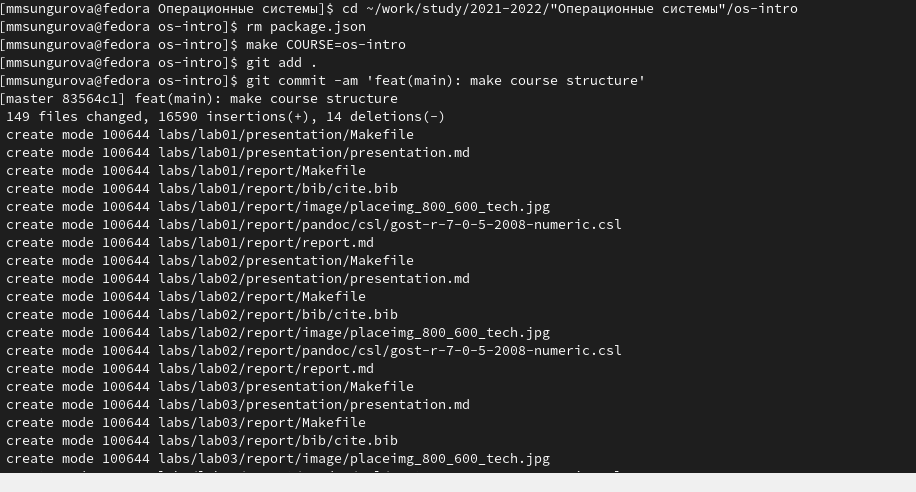 [mmsungurova@fedora Операционные системы]$ cd ~/work/study/2021-2022/"Операционные системы"/os-intro
[mmsungurova@fedora os-intro]$ rm package.json
[mmsungurova@fedora os-intro]$ make COURSE=os-intro
[mmsungurova@fedora os-intro]$ git add .
[mmsungurova@fedora os-intro]$ git commit -am 'feat(main): make course structure'
[master 83564c1] feat(main): make course structure
 149 files changed, 16590 insertions(+), 14 deletions(-)
 create mode 100644 labs/lab01/presentation/Makefile
 create mode 100644 labs/lab01/presentation/presentation.md
 create mode 100644 labs/lab01/report/Makefile
 create mode 100644 labs/lab01/report/bib/cite.bib
 create mode 100644 labs/lab01/report/image/placeimg_800_600_tech.jpg
 create mode 100644 labs/lab01/report/pandoc/csl/gost-r-7-0-5-2008-numeric.csl
 create mode 100644 labs/lab01/report/report.md
 create mode 100644 labs/lab02/presentation/Makefile
 create mode 100644 labs/lab02/presentation/presentation.md
 create mode 100644 labs/lab02/report/Makefile
 create mode 100644 labs/lab02/report/bib/cite.bib
 create mode 100644 labs/lab02/report/image/placeimg_800_600_tech.jpg
 create mode 100644 labs/lab02/report/pandoc/csl/gost-r-7-0-5-2008-numeric.csl
 create mode 100644 labs/lab02/report/report.md
 create mode 100644 labs/lab03/presentation/Makefile
 create mode 100644 labs/lab03/presentation/presentation.md
 create mode 100644 labs/lab03/report/Makefile
 create mode 100644 labs/lab03/report/bib/cite.bib
 create mode 100644 labs/lab03/report/image/placeimg_800_600_tech.jpg